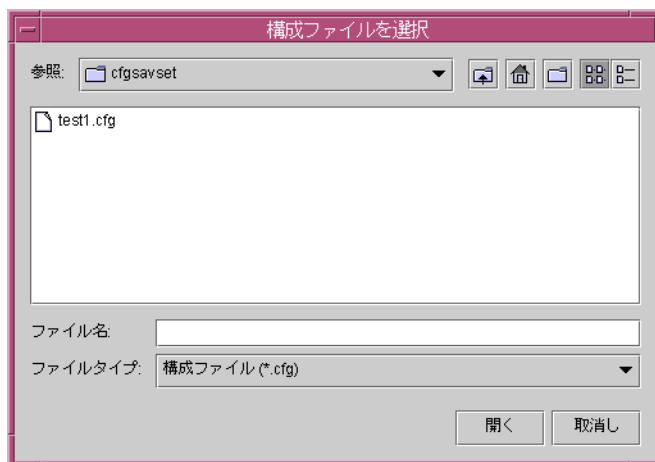 構成ファイルを選択
参照: cfgsavset
test1.cfg
ファイル名:
ファイルタイプ: 構成ファイル (*.cfg)
開く 取消し